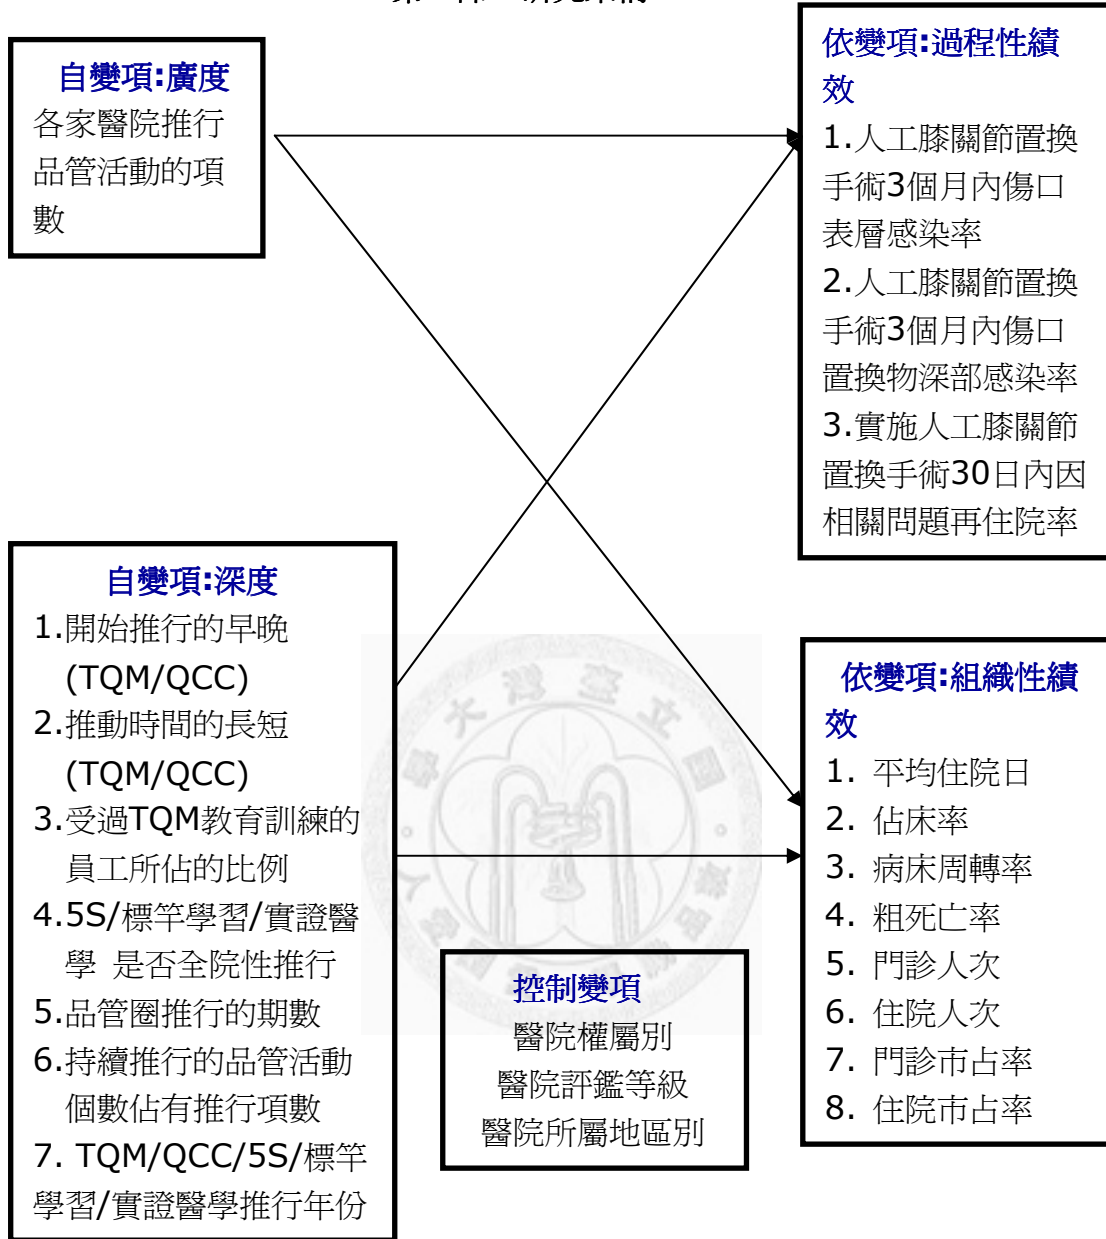 自變項:廣度
各家醫院推行
品管活動的項
數
依變項:過程性績
效
1.人工膝關節置換
手術3個月內傷口
表層感染率
2.人工膝關節置換
手術3個月內傷口
置換物深部感染率
3.實施人工膝關節
置換手術30日內因
相關問題再住院率
自變項:深度
1.開始推行的早晚
(TQM/QCC)
2.推動時間的長短
(TQM/QCC)
3.受過TQM教育訓練的
員工所佔的比例
4.5S/標竿學習/實證醫
學 是否全院性推行
5.品管圈推行的期數
6.持續推行的品管活動
個數佔有推行項數
7. TQM/QCC/5S/標竿
學習/實證醫學推行年份
控制變項
醫院權屬別
醫院評鑑等級
醫院所屬地區別
依變項:組織性績
效
1. 平均住院日
2. 佔床率
3. 病床周轉率
4. 粗死亡率
5. 門診人次
6. 住院人次
7. 門診市占率
8. 住院市占率